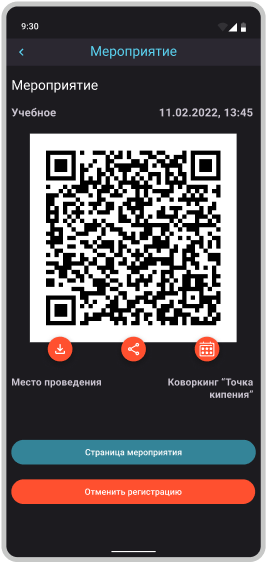 9:30
Мероприятие
Мероприятие
Учебное 11.02.2022, 13:45
Место проведения Коворкинг “Точка
кипения”
Страница мероприятия
Отменить регистрацию